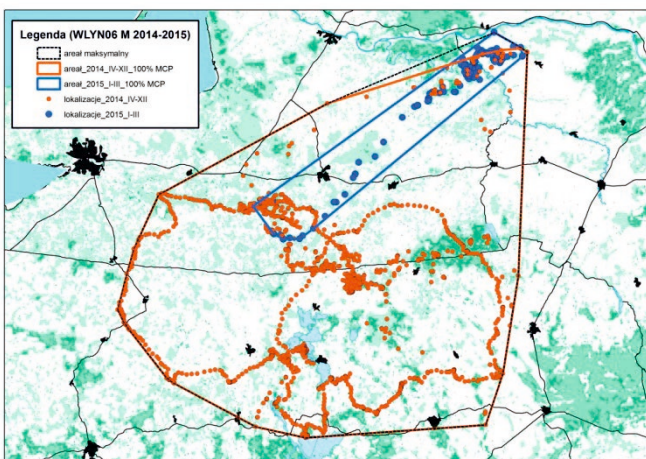 Legenda (WLYN06 M 2014-2015)
areał maksymalny
areał_2014_IV-XII_100% MCP
areał_2015_I-III_100% MCP
lokalizacje_2014_IV-XII
lokalizacje_2015_I-III